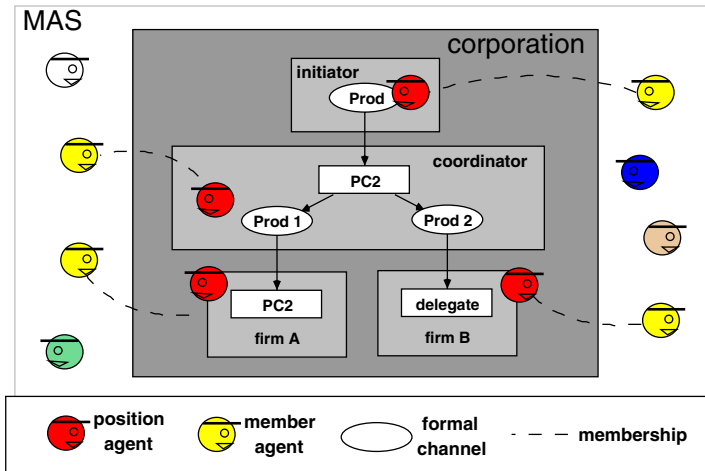 MAS
corporation
initiator
Prod
coordinator
PC2
Prod 1
Prod 2
PC2
delegate
firm A
firm B
position
agent
member
agent
formal
channel
membership